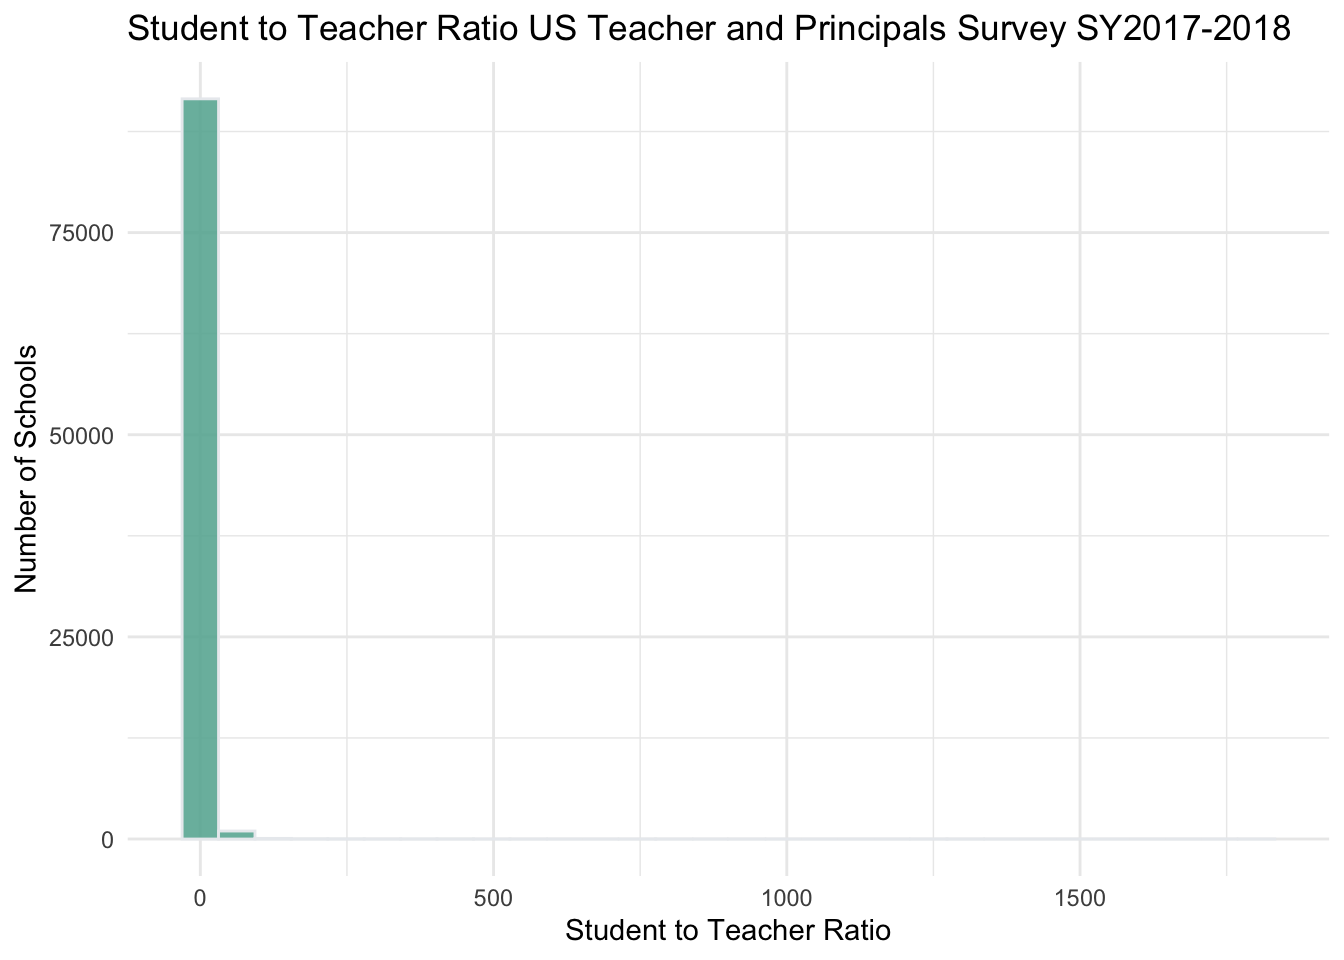 Student to Teacher Ratio US Teacher and Principals Survey SY2017-2018
Number of Schools
75000
50000
25000
0
0 500 1000 1500
Student to Teacher Ratio